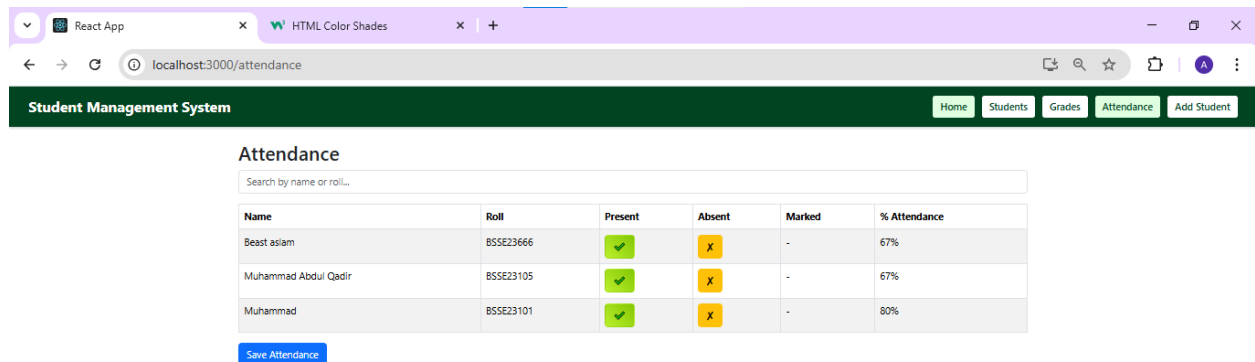 React App
HTML Color Shades
localhost:3000/attendance
A
Student Management System
Home Students Grades Attendance Add Student
Attendance
Search by name or roll...
Name Roll Present Absent Marked % Attendance
Beast aslam BSSE23666 ✔ ✗ - 67%
Muhammad Abdul Qadir BSSE23105 ✔ ✗ - 67%
Muhammad BSSE23101 ✔ ✗ - 80%
Save Attendance